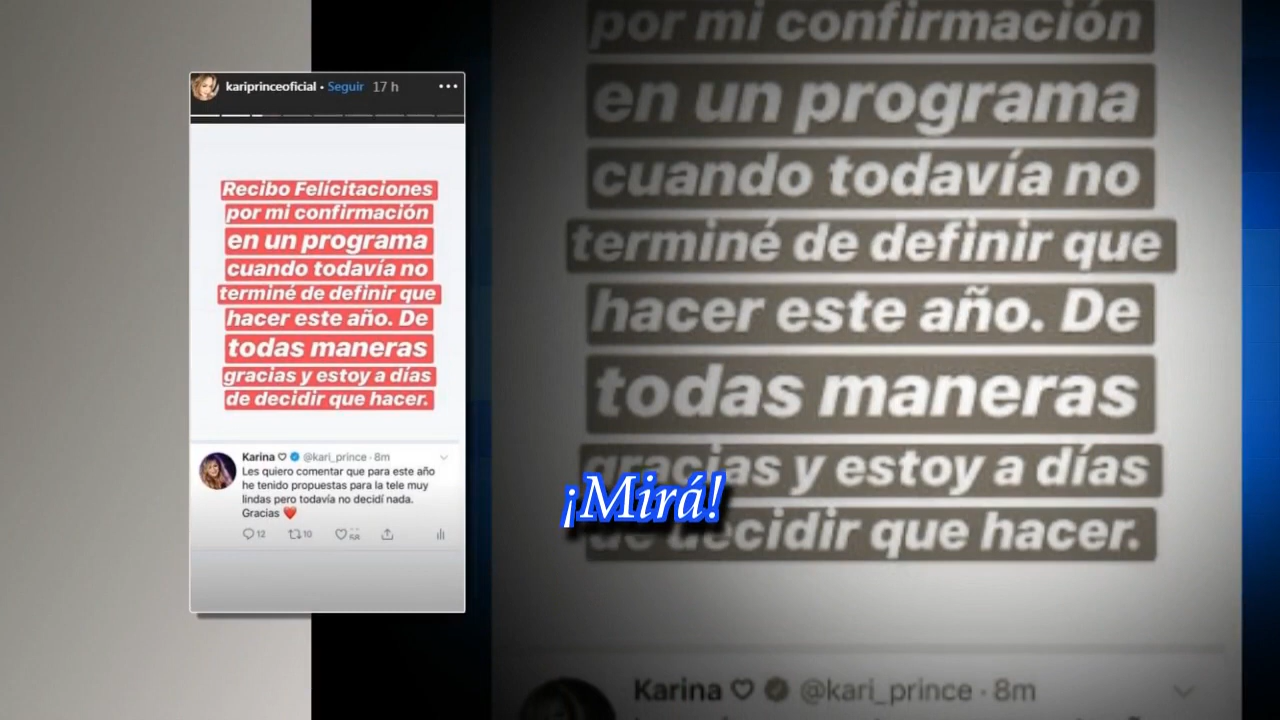 kariprinceoficial • Seguir 17 h
Recibo Felícitaciones
por mi confirmación
en un programa
cuando todavía no
terminé de definir que
hacer este año. De
todas maneras
gracias y estoy a días
de decidir que hacer.
Karina @kari_prince · 8m
Les quiero comentar que para este año
he tenido propuestas para la tele muy
lindas pero todavía no decidí nada.
Gracias ❤️
12 10
por mi confirmación
en un programa
cuando todavía no
terminé de definir que
hacer este año. De
todas maneras
gracias y estoy a días
¡Mirá!
de decidir que hacer.
Karina @kari_prince · 8m